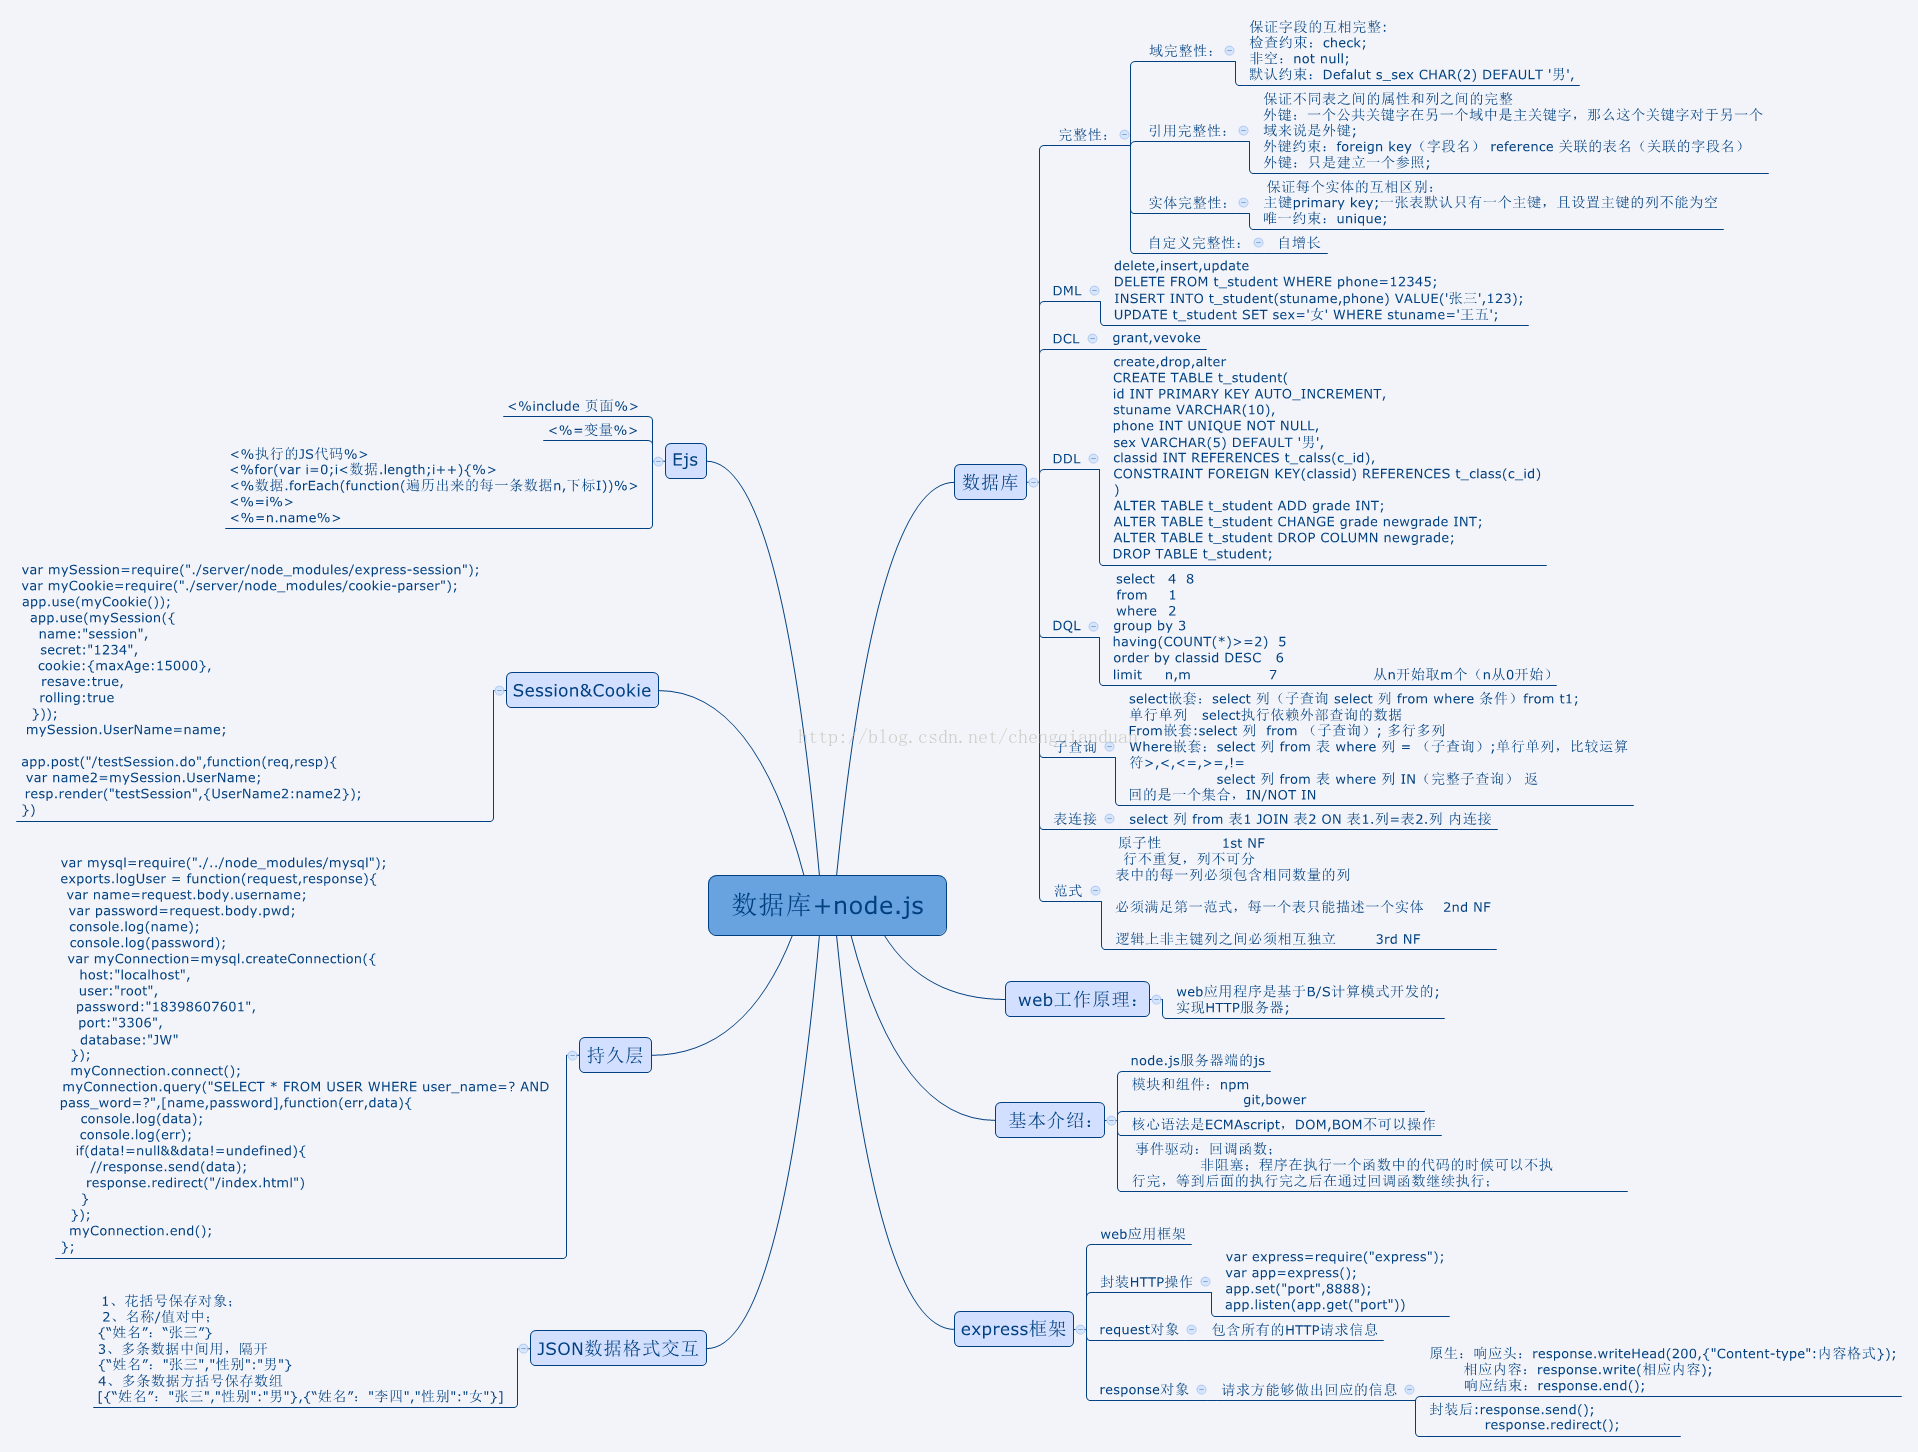 数据库+node.js
数据库
完整性：
域完整性：
保证字段的互相完整:
检查约束：check;
非空：not null;
默认约束：Defalut s_sex CHAR(2) DEFAULT '男',
引用完整性：
保证不同表之间的属性和列之间的完整
外键：一个公共关键字在另一个域中是主关键字，那么这个关键字对于另一个
域来说是外键;
外键约束：foreign key（字段名） reference 关联的表名（关联的字段名）
外键：只是建立一个参照;
实体完整性：
保证每个实体的互相区别：
主键primary key;一张表默认只有一个主键，且设置主键的列不能为空
唯一约束：unique;
自定义完整性：
自增长
DML
delete,insert,update
DELETE FROM t_student WHERE phone=12345;
INSERT INTO t_student(stuname,phone) VALUE('张三',123);
UPDATE t_student SET sex='女' WHERE stuname='王五';
DCL
grant,vevoke
DDL
create,drop,alter
CREATE TABLE t_student(
id INT PRIMARY KEY AUTO_INCREMENT,
stuname VARCHAR(10),
phone INT UNIQUE NOT NULL,
sex VARCHAR(5) DEFAULT '男',
classid INT REFERENCES t_calss(c_id),
CONSTRAINT FOREIGN KEY(classid) REFERENCES t_class(c_id)
)
ALTER TABLE t_student ADD grade INT;
ALTER TABLE t_student CHANGE grade newgrade INT;
ALTER TABLE t_student DROP COLUMN newgrade;
DROP TABLE t_student;
DQL
select 4 8
from 1
where 2
group by 3
having(COUNT(*)>=2) 5
order by classid DESC 6
limit n,m 7 从n开始取m个（n从0开始）
子查询
select嵌套：select 列（子查询 select 列 from where 条件）from t1;
单行单列 select执行依赖外部查询的数据
From嵌套:select 列 from （子查询）; 多行多列
Where嵌套：select 列 from 表 where 列 = （子查询）;单行单列，比较运算
符>,<,<=,>=,!=
select 列 from 表 where 列 IN（完整子查询） 返
回的是一个集合，IN/NOT IN
表连接
select 列 from 表1 JOIN 表2 ON 表1.列=表2.列 内连接
范式
原子性 1st NF
行不重复，列不可分
表中的每一列必须包含相同数量的列
必须满足第一范式，每一个表只能描述一个实体 2nd NF
逻辑上非主键列之间必须相互独立 3rd NF
web工作原理：
web应用程序是基于B/S计算模式开发的;
实现HTTP服务器;
基本介绍：
node.js服务器端的js
模块和组件：npm
git,bower
核心语法是ECMAscript，DOM,BOM不可以操作
事件驱动：回调函数；
非阻塞；程序在执行一个函数中的代码的时候可以不执
行完，等到后面的执行完之后在通过回调函数继续执行；
express框架
web应用框架
封装HTTP操作
var express=require("express");
var app=express();
app.set("port",8888);
app.listen(app.get("port"))
request对象
包含所有的HTTP请求信息
response对象
请求方能够做出回应的信息
原生：响应头：response.writeHead(200,{"Content-type":内容格式});
相应内容：response.write(相应内容);
响应结束：response.end();
封装后:response.send();
response.redirect();
Ejs
<%include 页面%>
<%=变量%>
<%执行的JS代码%>
<%for(var i=0;i<数据.length;i++){%>
<%数据.forEach(function(遍历出来的每一条数据n,下标I))%>
<%=i%>
<%=n.name%>
Session&Cookie
var mySession=require("./server/node_modules/express-session");
var myCookie=require("./server/node_modules/cookie-parser");
app.use(myCookie());
app.use(mySession({
name:"session",
secret:"1234",
cookie:{maxAge:15000},
resave:true,
rolling:true
}));
mySession.UserName=name;
app.post("/testSession.do",function(req,resp){
var name2=mySession.UserName;
resp.render("testSession",{UserName2:name2});
})
持久层
var mysql=require("./../node_modules/mysql");
exports.logUser = function(request,response){
var name=request.body.username;
var password=request.body.pwd;
console.log(name);
console.log(password);
var myConnection=mysql.createConnection({
host:"localhost",
user:"root",
password:"18398607601",
port:"3306",
database:"JW"
});
myConnection.connect();
myConnection.query("SELECT * FROM USER WHERE user_name=? AND
pass_word=?",[name,password],function(err,data){
console.log(data);
console.log(err);
if(data!=null&&data!=undefined){
//response.send(data);
response.redirect("/index.html")
}
});
myConnection.end();
};
JSON数据格式交互
1、花括号保存对象；
2、名称/值对中；
{“姓名”：“张三”}
3、多条数据中间用，隔开
{“姓名”："张三","性别":"男"}
4、多条数据方括号保存数组
[{“姓名”："张三","性别":"男"},{“姓名”："李四","性别":"女"}]
http://blog.csdn.net/chengqianduan